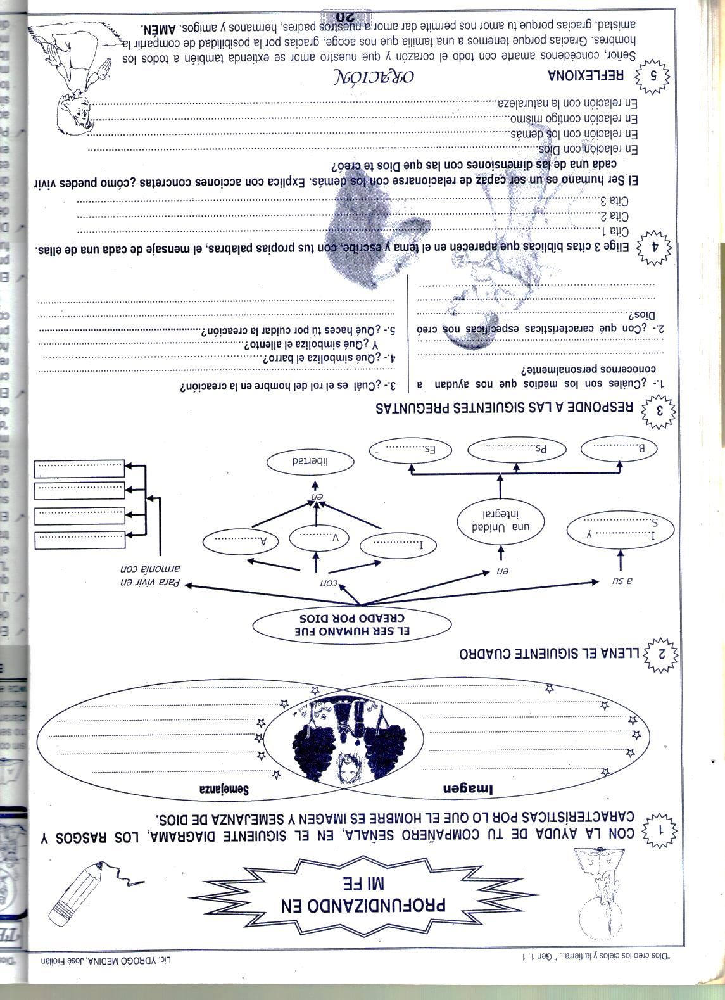 "Dios creó los cielos y la tierra..." Gen 1, 1
Lic. YDROGO MEDINA, José Froilán
PROFUNDIZANDO EN
MI FE
1
CON LA AYUDA DE TU COMPAÑERO SEÑALA, EN EL SIGUIENTE DIAGRAMA, LOS RASGOS Y
CARACTERÍSTICAS POR LO QUE EL HOMBRE ES IMAGEN Y SEMEJANZA DE DIOS.
Imagen
Semejanza
2
LLENA EL SIGUIENTE CUADRO
EL SER HUMANO FUE
CREADO POR DIOS
a su
en
con
Para vivir en
armonía con
I.................. Y
S..................
una Unidad
integral
I.............
V..........
A..............
en
libertad
B............
Ps..............
Es............
3
RESPONDE A LAS SIGUIENTES PREGUNTAS
1.- ¿Cuáles son los medios que nos ayudan a
conocernos personalmente?
2.- ¿Con qué características específicas nos creó
Dios?
3.- ¿Cuál es el rol del hombre en la creación?
4.- ¿Qué simboliza el barro?
Y ¿Qué simboliza el aliento?
5.- ¿Qué haces tú por cuidar la creación?
4
Elige 3 citas bíblicas que aparecen en el tema y escribe, con tus propias palabras, el mensaje de cada una de ellas.
Cita 1
Cita 2
Cita 3
El Ser humano es un ser capaz de relacionarse con los demás. Explica con acciones concretas ¿cómo puedes vivir
cada una de las dimensiones con las que Dios te creó?
En relación con Dios
En relación con los demás
En relación contigo mismo
En relación con la naturaleza
5
REFLEXIONA
ORACIÓN
Señor, concédenos amarte con todo el corazón y que nuestro amor se extienda también a todos los
hombres. Gracias porque tenemos a una familia que nos acoge, gracias por la posibilidad de compartir la
amistad, gracias porque tu amor nos permite dar amor a nuestros padres, hermanos y amigos. AMÉN.
20